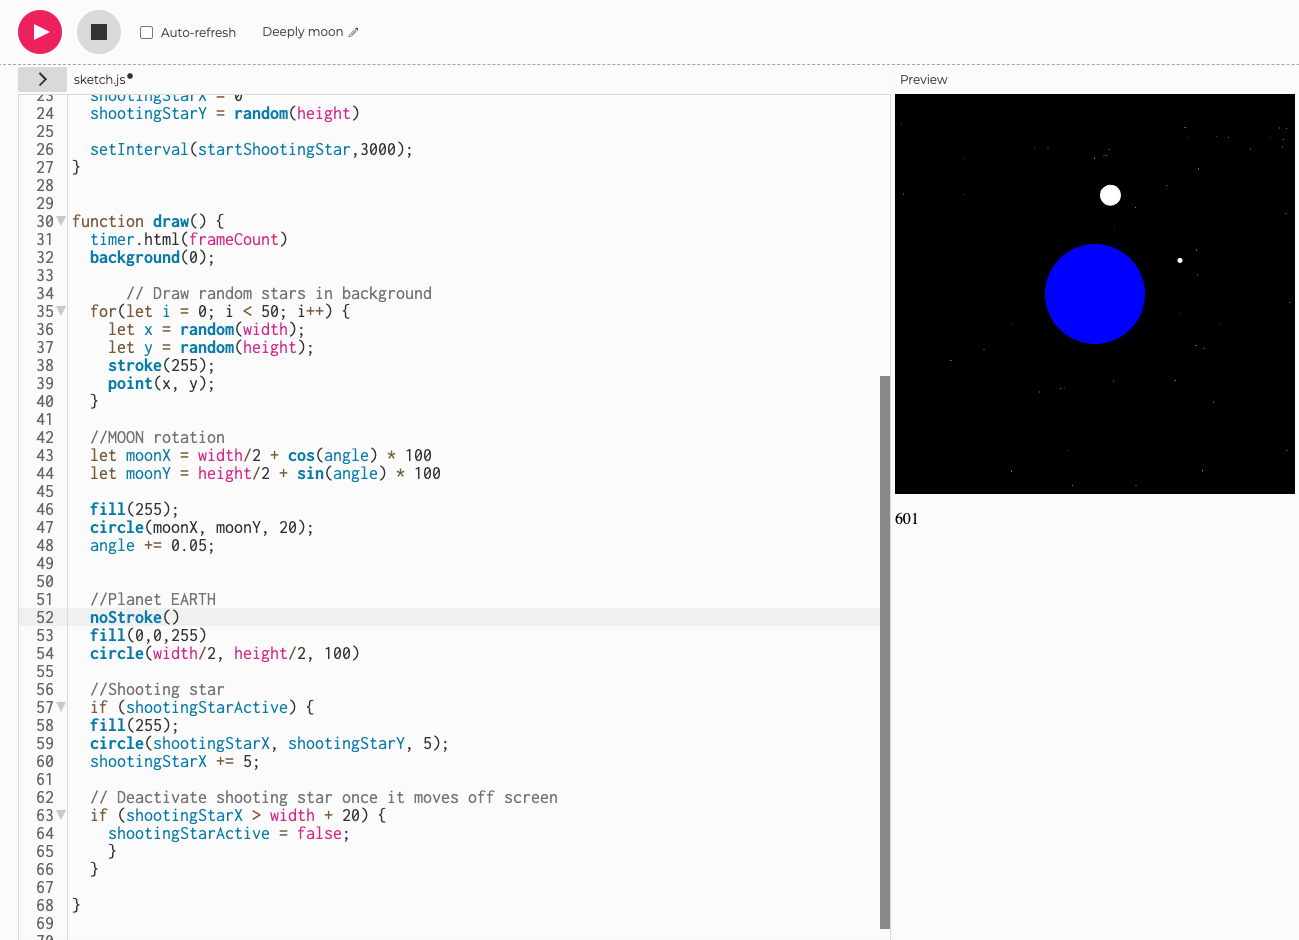 Auto-refresh Deeply moon
sketch.js Preview
23 shootingStarX = 0
24 shootingStarY = random(height)
25
26 setInterval(startShootingStar,3000);
27 }
28
29
30 function draw() {
31 timer.html(frameCount)
32 background(0);
33
34 // Draw random stars in background
35 for(let i = 0; i < 50; i++) {
36 let x = random(width);
37 let y = random(height);
38 stroke(255);
39 point(x, y);
40 }
41
42 //MOON rotation
43 let moonX = width/2 + cos(angle) * 100
44 let moonY = height/2 + sin(angle) * 100
45
46 fill(255);
47 circle(moonX, moonY, 20);
48 angle += 0.05;
49
50
51 //Planet EARTH
52 noStroke()
53 fill(0,0,255)
54 circle(width/2, height/2, 100)
55
56 //Shooting star
57 if (shootingStarActive) {
58 fill(255);
59 circle(shootingStarX, shootingStarY, 5);
60 shootingStarX += 5;
61
62 // Deactivate shooting star once it moves off screen
63 if (shootingStarX > width + 20) {
64 shootingStarActive = false;
65 }
66 }
67
68 }
69
70
601